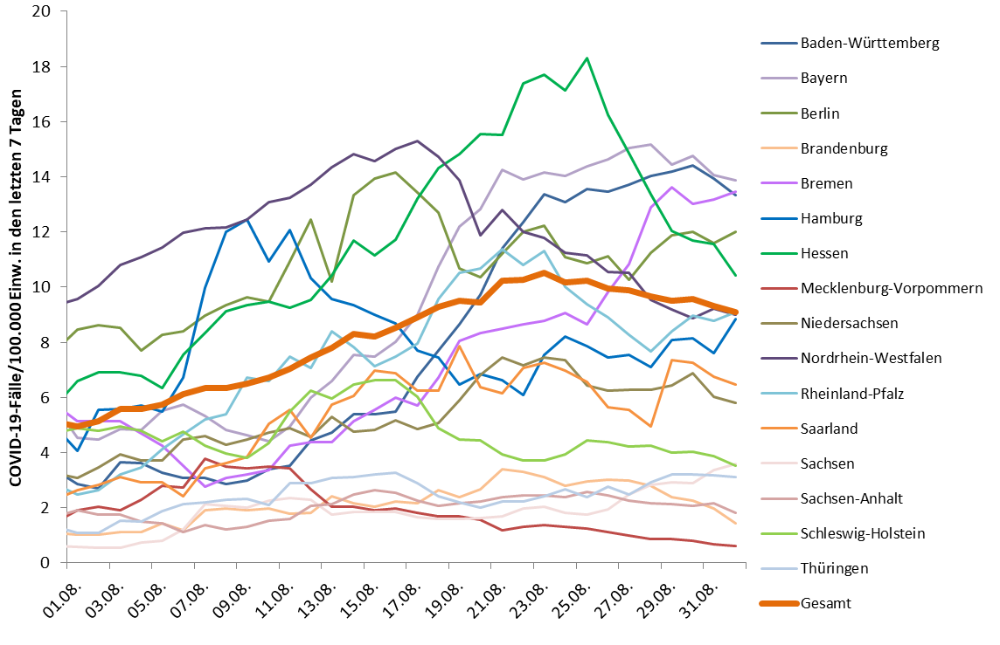 COVID-19-Fälle/100.000 Einw. in den letzten 7 Tagen
20
18
16
14
12
10
8
6
4
2
0
01.08.
03.08.
05.08.
07.08.
09.08.
11.08.
13.08.
15.08.
17.08.
19.08.
21.08.
23.08.
25.08.
27.08.
29.08.
31.08.
Baden-Württemberg
Bayern
Berlin
Brandenburg
Bremen
Hamburg
Hessen
Mecklenburg-Vorpommern
Niedersachsen
Nordrhein-Westfalen
Rheinland-Pfalz
Saarland
Sachsen
Sachsen-Anhalt
Schleswig-Holstein
Thüringen
Gesamt